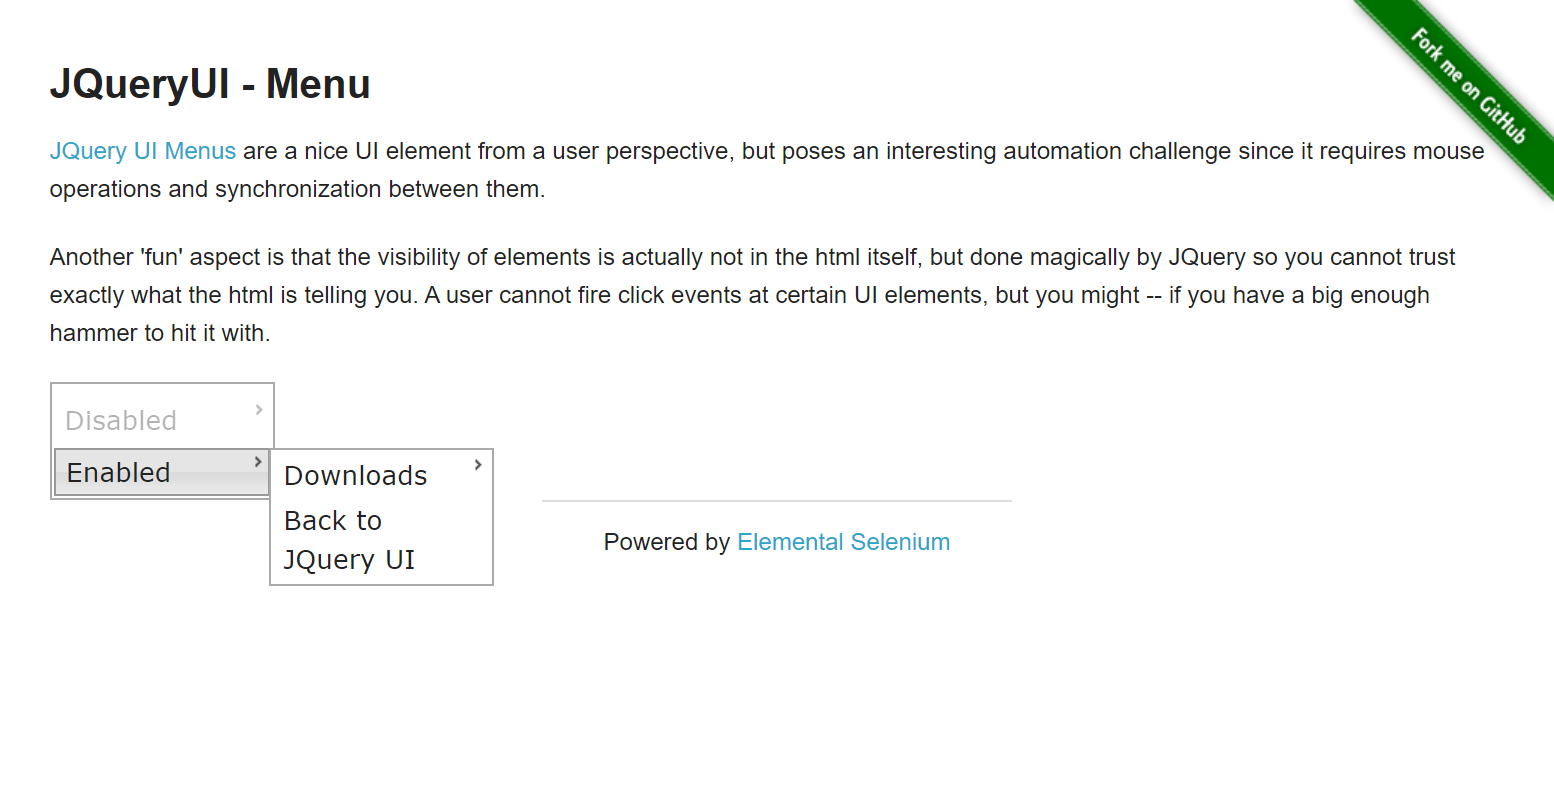 Fork me on GitHub
JQueryUI - Menu
JQuery UI Menus are a nice UI element from a user perspective, but poses an interesting automation challenge since it requires mouse
operations and synchronization between them.
Another 'fun' aspect is that the visibility of elements is actually not in the html itself, but done magically by JQuery so you cannot trust
exactly what the html is telling you. A user cannot fire click events at certain UI elements, but you might -- if you have a big enough
hammer to hit it with.
Disabled
Enabled
Downloads
Back to
JQuery UI
Powered by Elemental Selenium